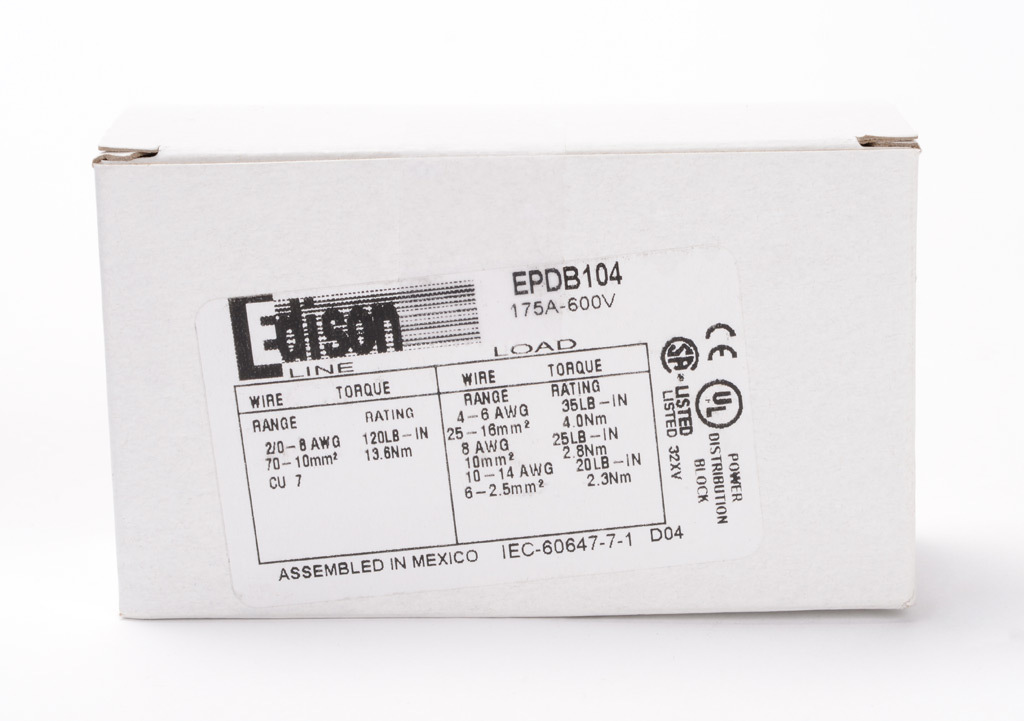 Edison
EPDB104
175A-600V
LINE
LOAD
WIRE TORQUE
RANGE RATING
2/0-8 AWG 120LB-IN
70-10mm² 13.6Nm
CU 7
WIRE TORQUE
RANGE RATING
4-6 AWG 35LB-IN
25-16mm² 4.0Nm
8 AWG 25LB-IN
10mm² 2.8Nm
10-14 AWG 20LB-IN
6-2.5mm² 2.3Nm
ASSEMBLED IN MEXICO IEC-60647-7-1 D04
CE
SA
UL
LISTED
LISTED 32XV
POWER
DISTRIBUTION
BLOCK